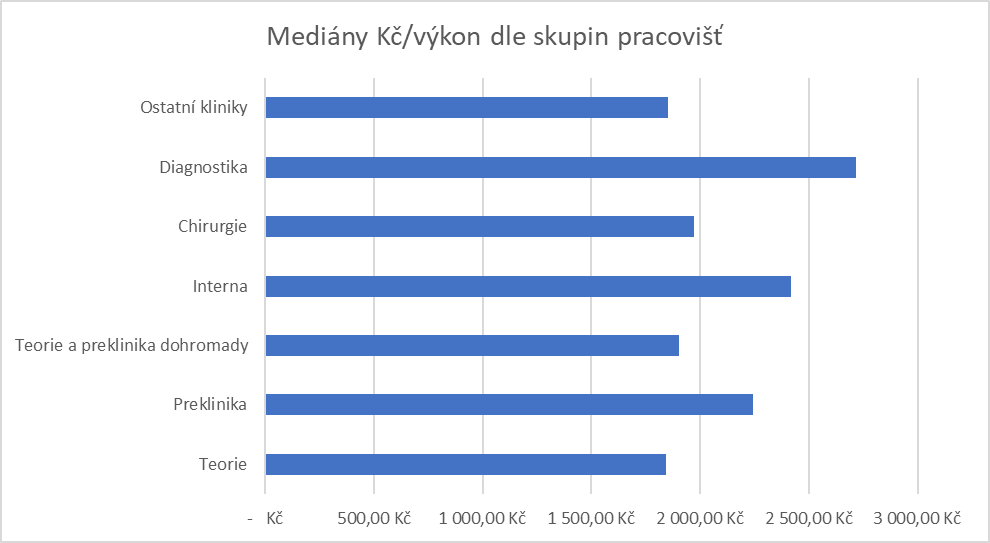 Mediány Kč/výkon dle skupin pracovišť
Ostatní kliniky
Diagnostika
Chirurgie
Interna
Teorie a preklinika dohromady
Preklinika
Teorie
- Kč 500,00 Kč 1 000,00 Kč 1 500,00 Kč 2 000,00 Kč 2 500,00 Kč 3 000,00 Kč